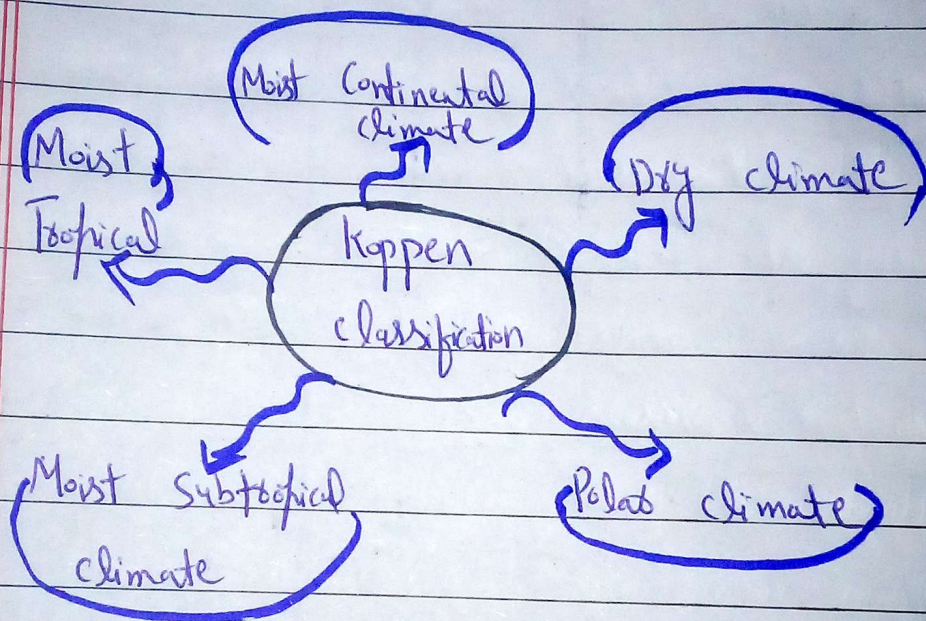 Moist Continental
climate
Moist
Tropical
Dry climate
Koppen
classification
Moist Subtropical
climate
Polar climate